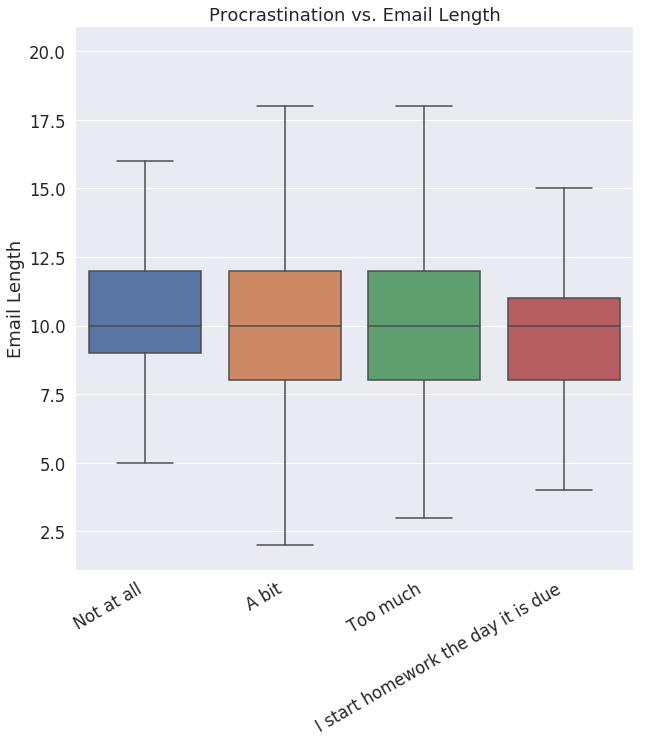 Procrastination vs. Email Length
Email Length
20.0
17.5
15.0
12.5
10.0
7.5
5.0
2.5
Not at all
A bit
Too much
I start homework the day it is due